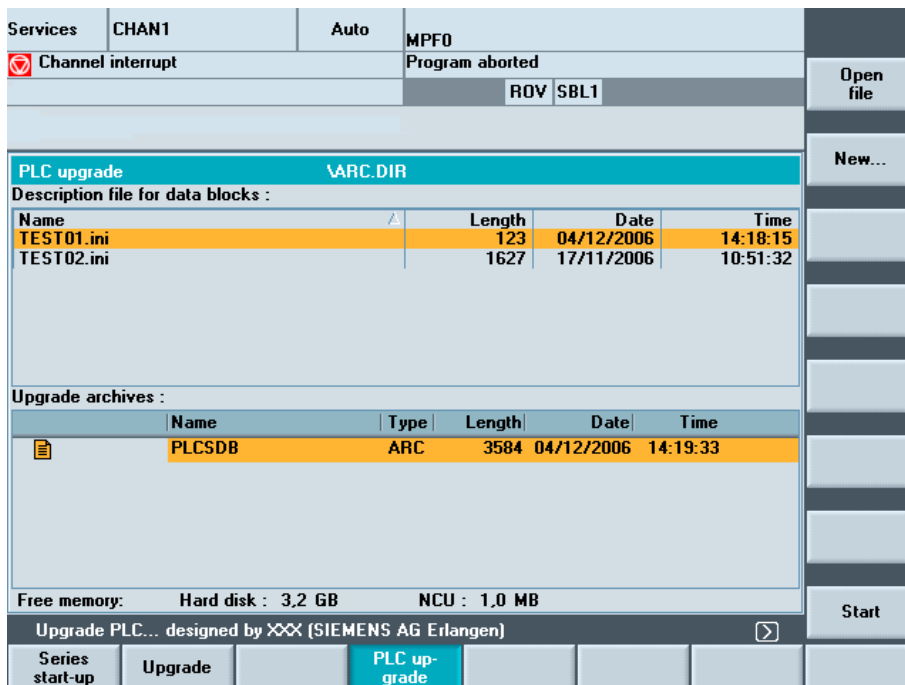 Services CHAN1 Auto MPF0
Channel interrupt Program aborted
ROV SBL1
Open file
New...
PLC upgrade \ARC.DIR
Description file for data blocks :
Name Length Date Time
TEST01.ini 123 04/12/2006 14:18:15
TEST02.ini 1627 17/11/2006 10:51:32
Upgrade archives :
Name Type Length Date Time
PLCSDB ARC 3584 04/12/2006 14:19:33
Free memory: Hard disk : 3,2 GB NCU : 1,0 MB
Start
Upgrade PLC... designed by XXX (SIEMENS AG Erlangen)
Series start-up Upgrade PLC up-grade